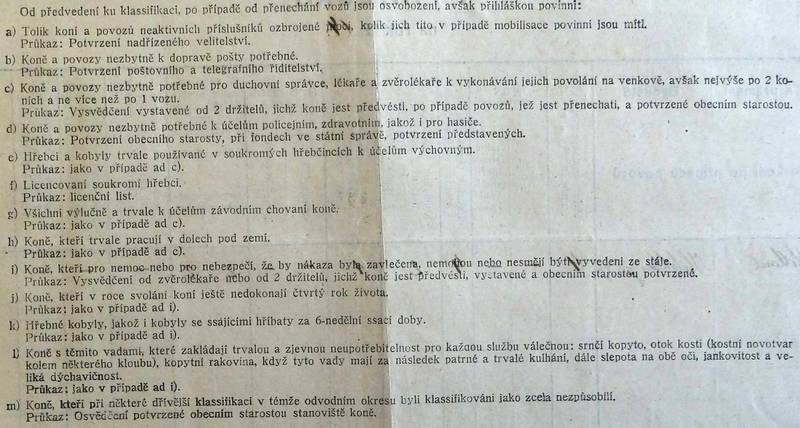 Od předvedení ku klassifikaci, po případě od přenechání vozů jsou osvobození, avšak přihláškou povinní:
a) Tolik koní a povozů neaktivních příslušníků ozbrojené moci, kolik jich tito v případě mobilisace povinni jsou míti.
Průkaz: Potvrzení nadřízeného velitelství.
b) Koně a povozy nezbytně k dopravě pošty potřebné.
Průkaz: Potvrzení poštovního a telegrafního řiditelství.
c) Koně a povozy nezbytně potřebné pro duchovní správce, lékaře a zvěrolékaře k vykonávání jejich povolání na venkově, avšak nejvýše po 2 ko-
ních a ne více než po 1 vozu.
Průkaz: Vysvědčení vystavené od 2 držitelů, jichž koně jest předvésti, po případě povozů, jež jest přenechati, a potvrzené obecním starostou.
d) Koně a povozy nezbytně potřebné k účelům policejním, zdravotním, jakož i pro hasiče.
Průkaz: Potvrzení obecního starosty, při fondech ve státní správě, potvrzení představených.
e) Hřebci a kobyly trvale používané v soukromých hřebčincích k účelům výchovným.
Průkaz: jako v případě ad c).
f) Licencovaní soukromí hřebci.
Průkaz: licenční list.
g) Všichni výlučně a trvale k účelům závodním chovaní koně.
Průkaz: jako v případě ad c).
h) Koně, kteří trvale pracují v dolech pod zemí.
Průkaz: jako v případě ad c).
i) Koně, kteří pro nemoc nebo pro nebezpečí, že by nákaza byla zavlečena, nemohou nebo nesmějí býti vyvedeni ze stáje.
Průkaz: Vysvědčení od zvěrolékaře nebo od 2 držitelů, jichž koně jest předvésti, vystavené a obecním starostou potvrzené.
j) Koně, kteří v roce svolání koní ještě nedokonali čtvrtý rok života.
Průkaz: jako v případě ad i).
k) Hřebné kobyly, jakož i kobyly se ssajícími hříbaty za 6-nedělní ssací doby.
Průkaz: jako v případě ad i).
l) Koně s těmito vadami, které zakládají trvalou a zjevnou neupotřebitelnost pro každou službu válečnou: srnčí kopyto, otok kosti (kostní novotvar
kolem některého kloubu), kopytní rakovina, když tyto vady mají za následek patrné a trvalé kulhání, dále slepota na obě oči, jankovitost a ve-
liká dýchavičnost.
Průkaz: jako v případě ad i).
m) Koně, kteří při některé dřívější klassifikaci v témže odvodním okresu byli klassifikováni jako zcela nezpůsobilí.
Průkaz: Osvědčení potvrzené obecním starostou stanoviště koně.